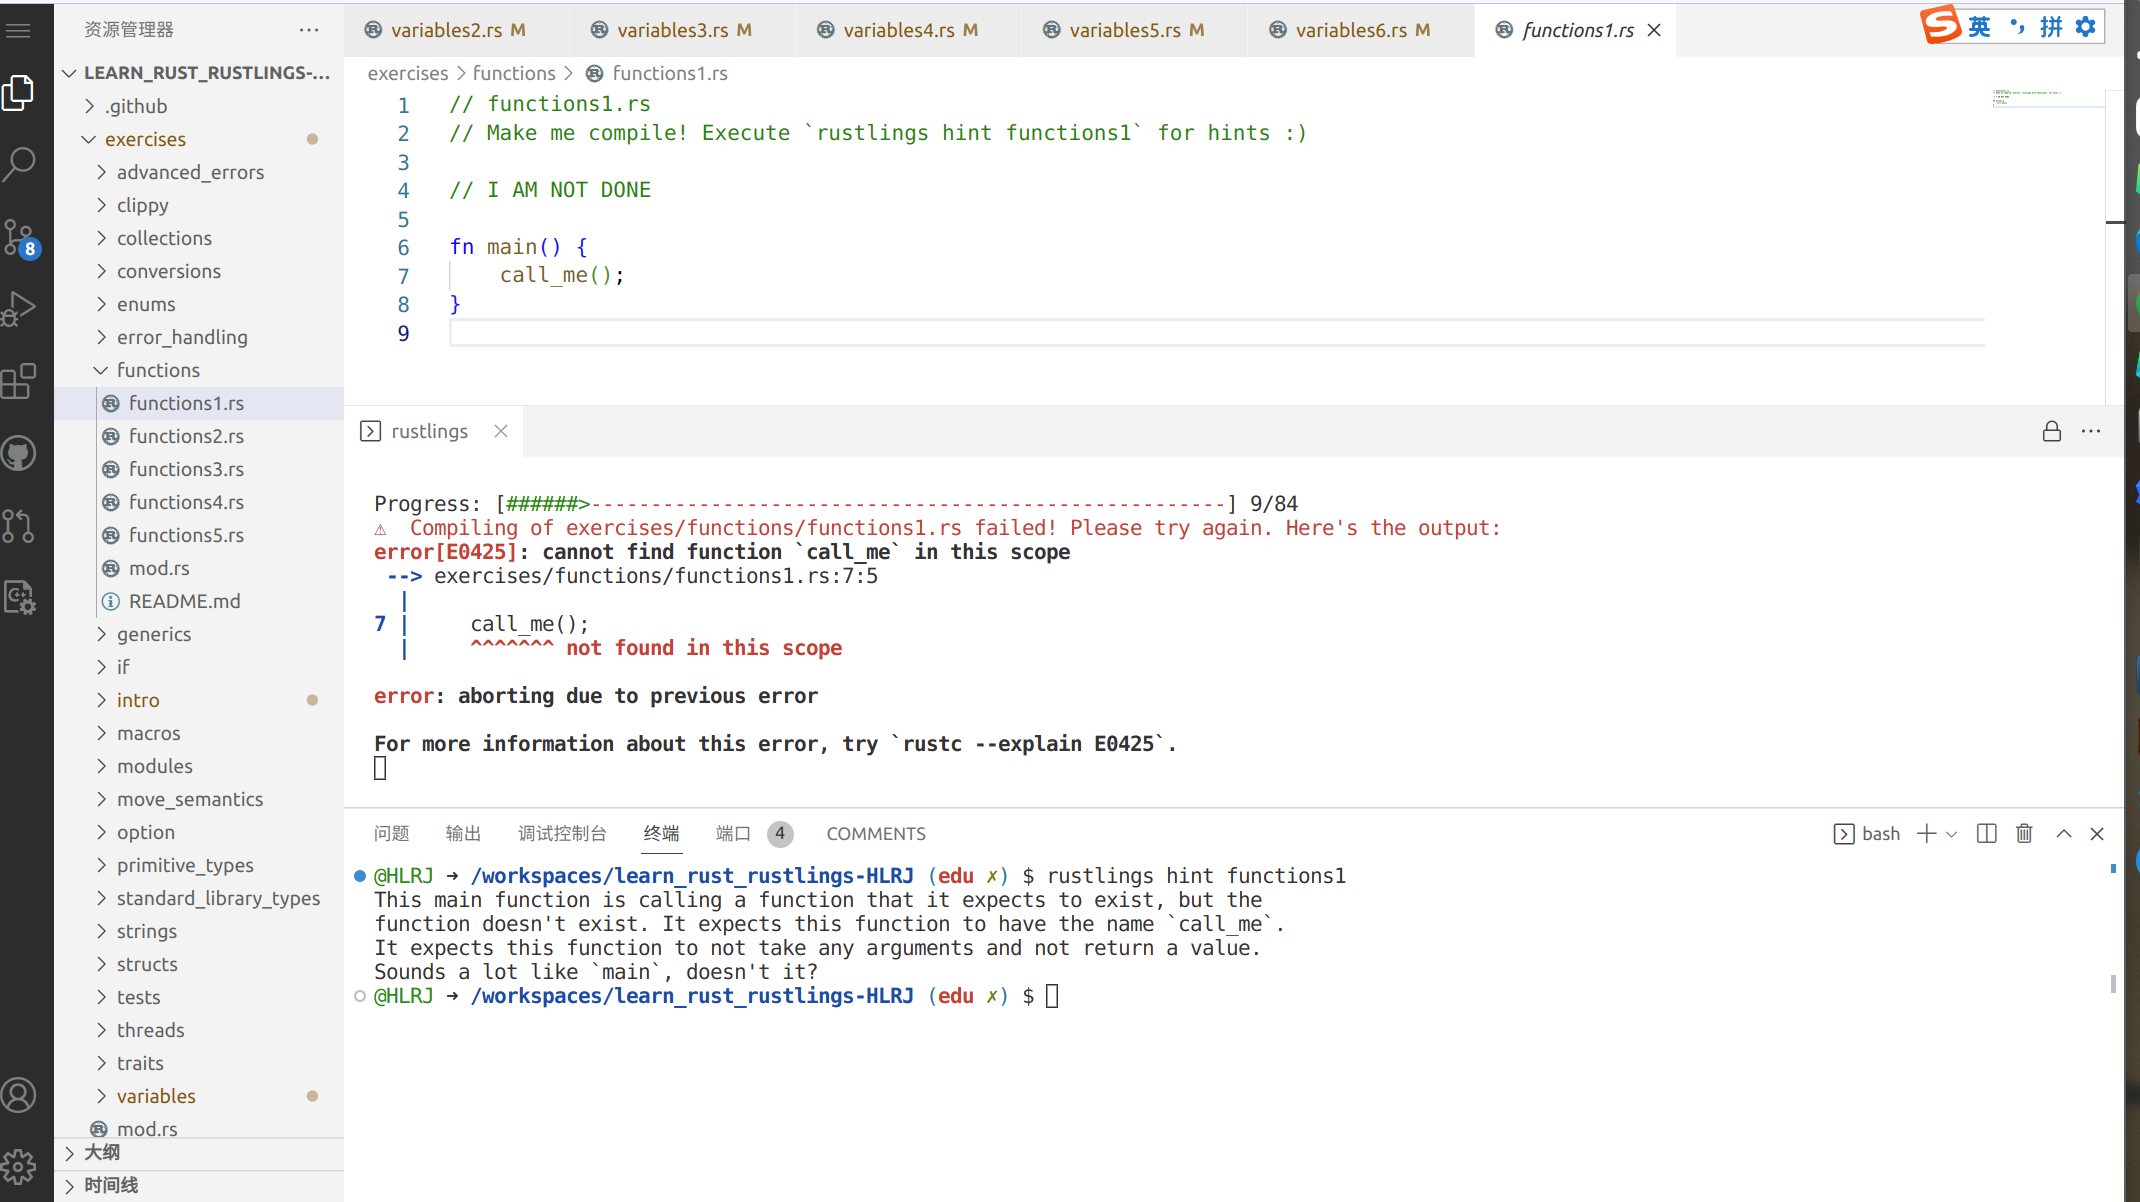 资源管理器
LEARN_RUST_RUSTLINGS-...
.github
exercises
advanced_errors
clippy
collections
conversions
enums
error_handling
functions
functions1.rs
functions2.rs
functions3.rs
functions4.rs
functions5.rs
mod.rs
README.md
generics
if
intro
macros
modules
move_semantics
option
primitive_types
standard_library_types
strings
structs
tests
threads
traits
variables
mod.rs
大纲
时间线
8
variables2.rs M
variables3.rs M
variables4.rs M
variables5.rs M
variables6.rs M
functions1.rs
S 英 拼
exercises > functions > functions1.rs
1 // functions1.rs
2 // Make me compile! Execute `rustlings hint functions1` for hints :)
3
4 // I AM NOT DONE
5
6 fn main() {
7 call_me();
8 }
9
rustlings
Progress: [######>-----------------------------------------------------] 9/84
⚠ Compiling of exercises/functions/functions1.rs failed! Please try again. Here's the output:
error[E0425]: cannot find function `call_me` in this scope
--> exercises/functions/functions1.rs:7:5
|
7 | call_me();
| ^^^^^^^ not found in this scope
error: aborting due to previous error
For more information about this error, try `rustc --explain E0425`.
问题 输出 调试控制台 终端 端口 4 COMMENTS
bash
@HLRJ ➜ /workspaces/learn_rust_rustlings-HLRJ (edu ✗) $ rustlings hint functions1
This main function is calling a function that it expects to exist, but the
function doesn't exist. It expects this function to have the name `call_me`.
It expects this function to not take any arguments and not return a value.
Sounds a lot like `main`, doesn't it?
@HLRJ ➜ /workspaces/learn_rust_rustlings-HLRJ (edu ✗) $